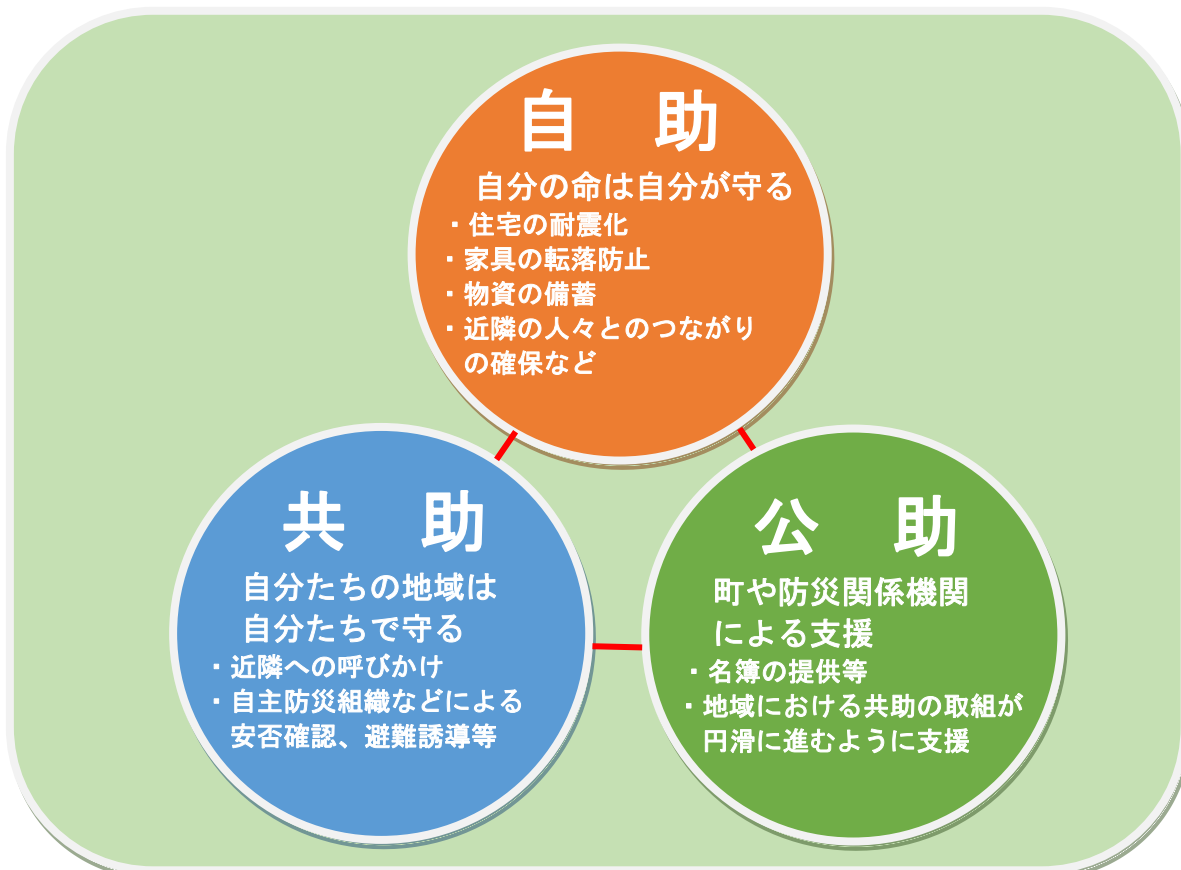 自　助
自分の命は自分が守る
・住宅の耐震化
・家具の転落防止
・物資の備蓄
・近隣の人々とのつながり
の確保など
共　助
自分たちの地域は
自分たちで守る
・近隣への呼びかけ
・自主防災組織などによる
安否確認、避難誘導等
公　助
町や防災関係機関
による支援
・名簿の提供等
・地域における共助の取組が
円滑に進むように支援